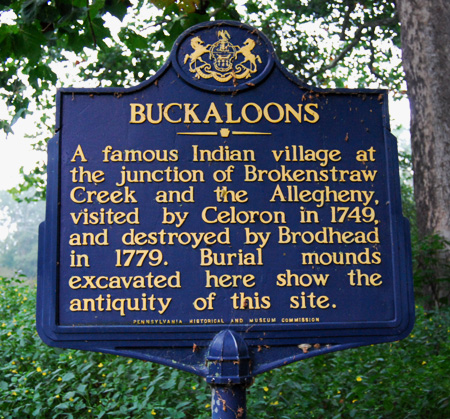 BUCKALOONS
A famous Indian village at
the junction of Brokenstraw
Creek and the Allegheny,
visited by Celoron in 1749,
and destroyed by Brodhead
in 1779. Burial mounds
excavated here show the
antiquity of this site.
PENNSYLVANIA HISTORICAL AND MUSEUM COMMISSION